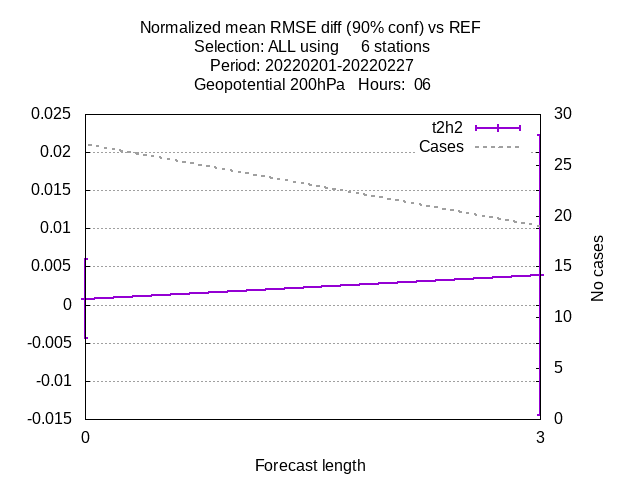 Normalized mean RMSE diff (90% conf) vs REF
Selection: ALL using     6 stations
Period: 20220201-20220227
Geopotential 200hPa   Hours:  06
t2h2
Cases
0.025
0.02
0.015
0.01
0.005
0
-0.005
-0.01
-0.015
30
25
20
15
10
5
0
No cases
0
3
Forecast length